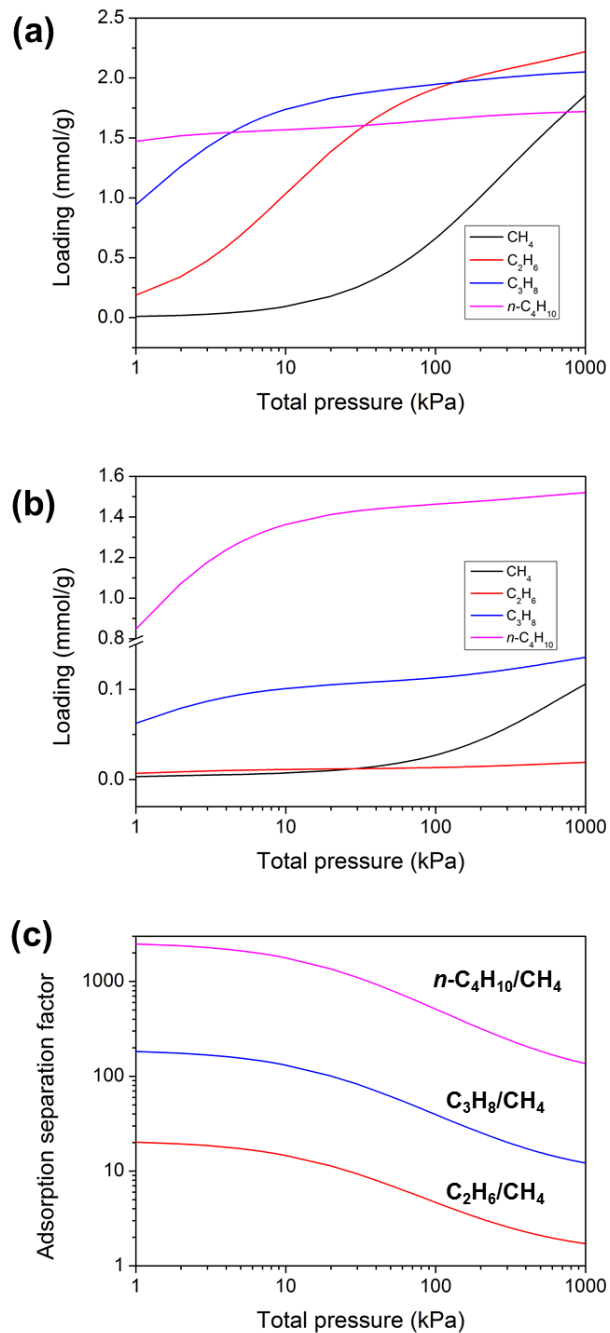 (a)
2.5
2.0
1.5
1.0
0.5
0.0
Loading (mmol/g)
CH₄
C₂H₆
C₃H₈
n-C₄H₁₀
1 10 100 1000
Total pressure (kPa)
(b)
1.6
1.4
1.2
1.0
0.8
0.1
0.0
Loading (mmol/g)
CH₄
C₂H₆
C₃H₈
n-C₄H₁₀
1 10 100 1000
Total pressure (kPa)
(c)
1000
100
10
1
Adsorption separation factor
n-C₄H₁₀/CH₄
C₃H₈/CH₄
C₂H₆/CH₄
1 10 100 1000
Total pressure (kPa)